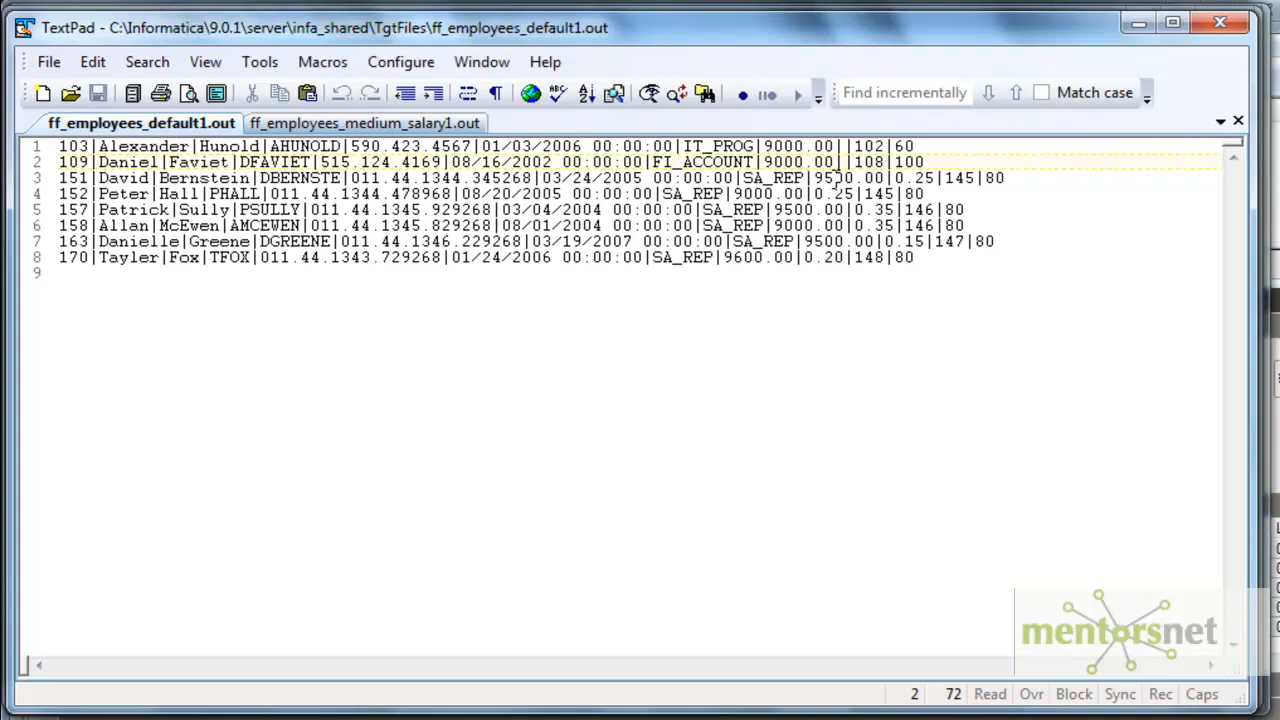 TextPad - C:\Informatica\9.0.1\server\infa_shared\TgtFiles\ff_employees_default1.out
File Edit Search View Tools Macros Configure Window Help
Find incrementally Match case
ff_employees_default1.out ff_employees_medium_salary1.out
1 103|Alexander|Hunold|AHUNOLD|590.423.4567|01/03/2006 00:00:00|IT_PROG|9000.00||102|60
2 109|Daniel|Faviet|DFAVIET|515.124.4169|08/16/2002 00:00:00|FI_ACCOUNT|9000.00||108|100
3 151|David|Bernstein|DBERNSTE|011.44.1344.345268|03/24/2005 00:00:00|SA_REP|9500.00|0.25|145|80
4 152|Peter|Hall|PHALL|011.44.1344.478968|08/20/2005 00:00:00|SA_REP|9000.00|0.25|145|80
5 157|Patrick|Sully|PSULLY|011.44.1345.929268|03/04/2004 00:00:00|SA_REP|9500.00|0.35|146|80
6 158|Allan|McEwen|AMCEWEN|011.44.1345.829268|08/01/2004 00:00:00|SA_REP|9000.00|0.35|146|80
7 163|Danielle|Greene|DGREENE|011.44.1346.229268|03/19/2007 00:00:00|SA_REP|9500.00|0.15|147|80
8 170|Tayler|Fox|TFOX|011.44.1343.729268|01/24/2006 00:00:00|SA_REP|9600.00|0.20|148|80
9
mentorsnet
2 72 Read Ovr Block Sync Rec Caps